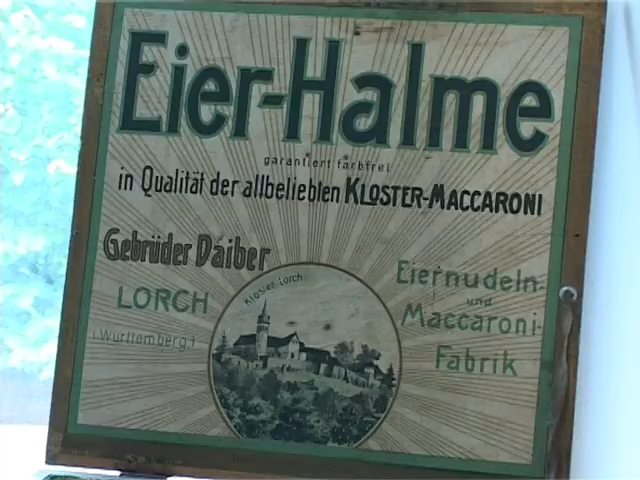 Eier-Halme
garantiert farbfrei
in Qualität der allbeliebten KLOSTER-MACCARONI
Gebrüder Daiber
LORCH
(Württemberg.)
Kloster Lorch
Eiernudeln-
und
Maccaroni-
Fabrik